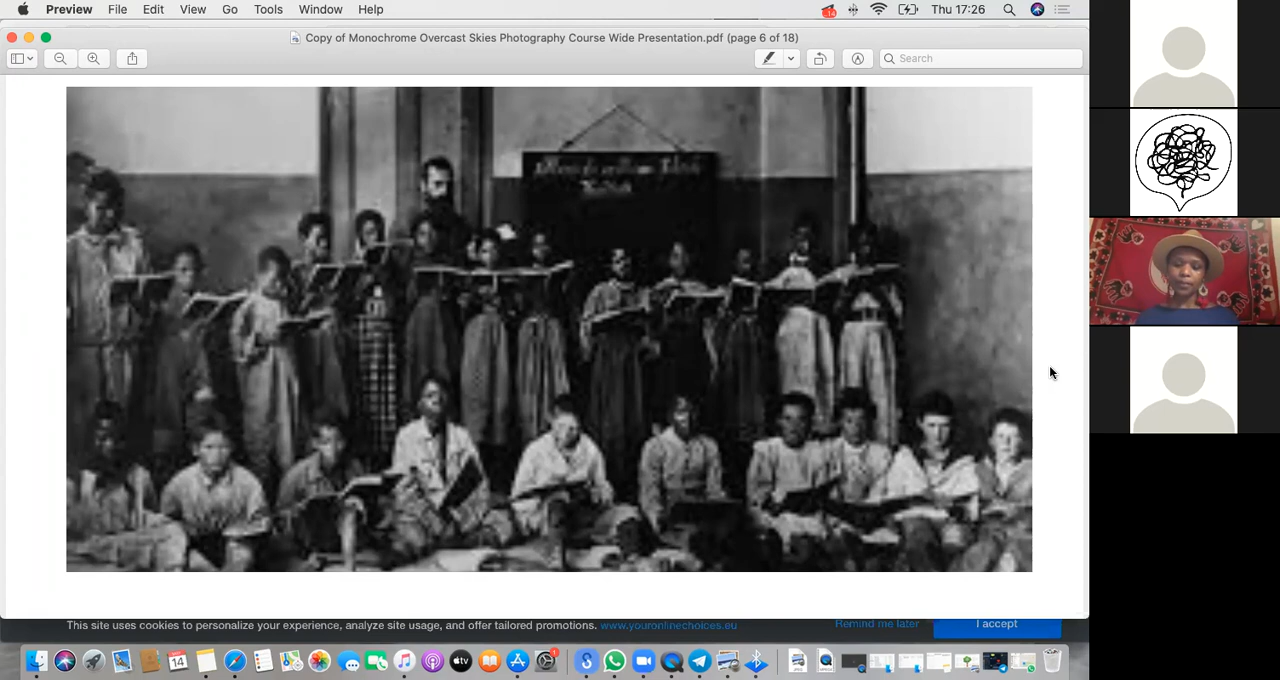 Preview File Edit View Go Tools Window Help
14
Thu 17:26
Copy of Monochrome Overcast Skies Photography Course Wide Presentation.pdf (page 6 of 18)
Search
This site uses cookies to personalize your experience, analyze site usage, and offer tailored promotions. www.youronlinechoices.eu
Remind me later
I accept
14
tv